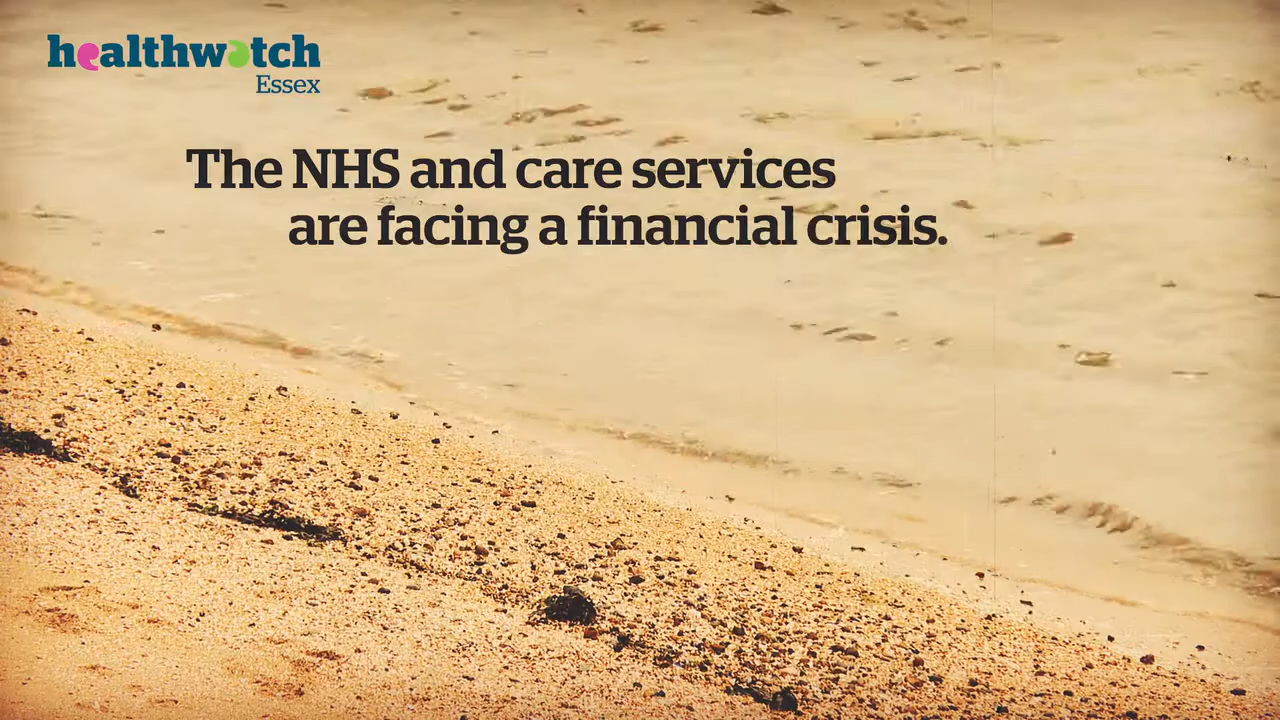 healthwatch
Essex
The NHS and care services
are facing a financial crisis.